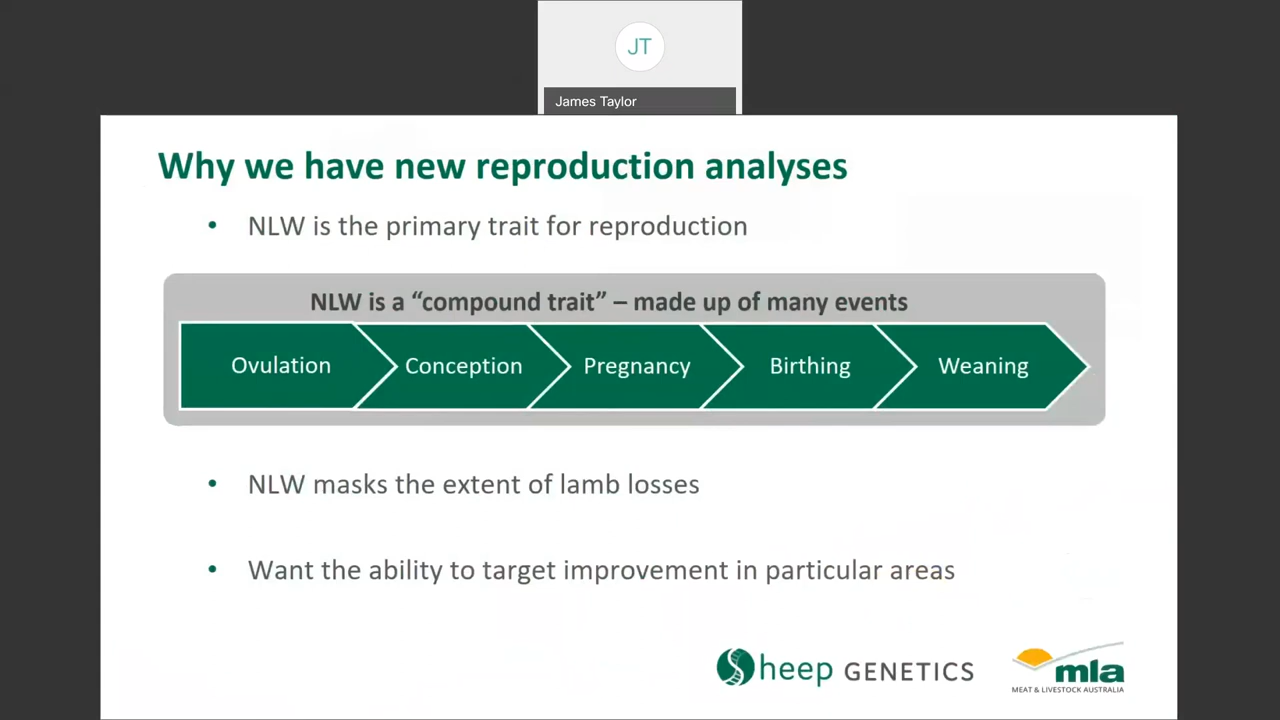 JT
James Taylor
Why we have new reproduction analyses
• NLW is the primary trait for reproduction
NLW is a “compound trait” – made up of many events
Ovulation
Conception
Pregnancy
Birthing
Weaning
• NLW masks the extent of lamb losses
• Want the ability to target improvement in particular areas
Sheep GENETICS
mla
MEAT & LIVESTOCK AUSTRALIA